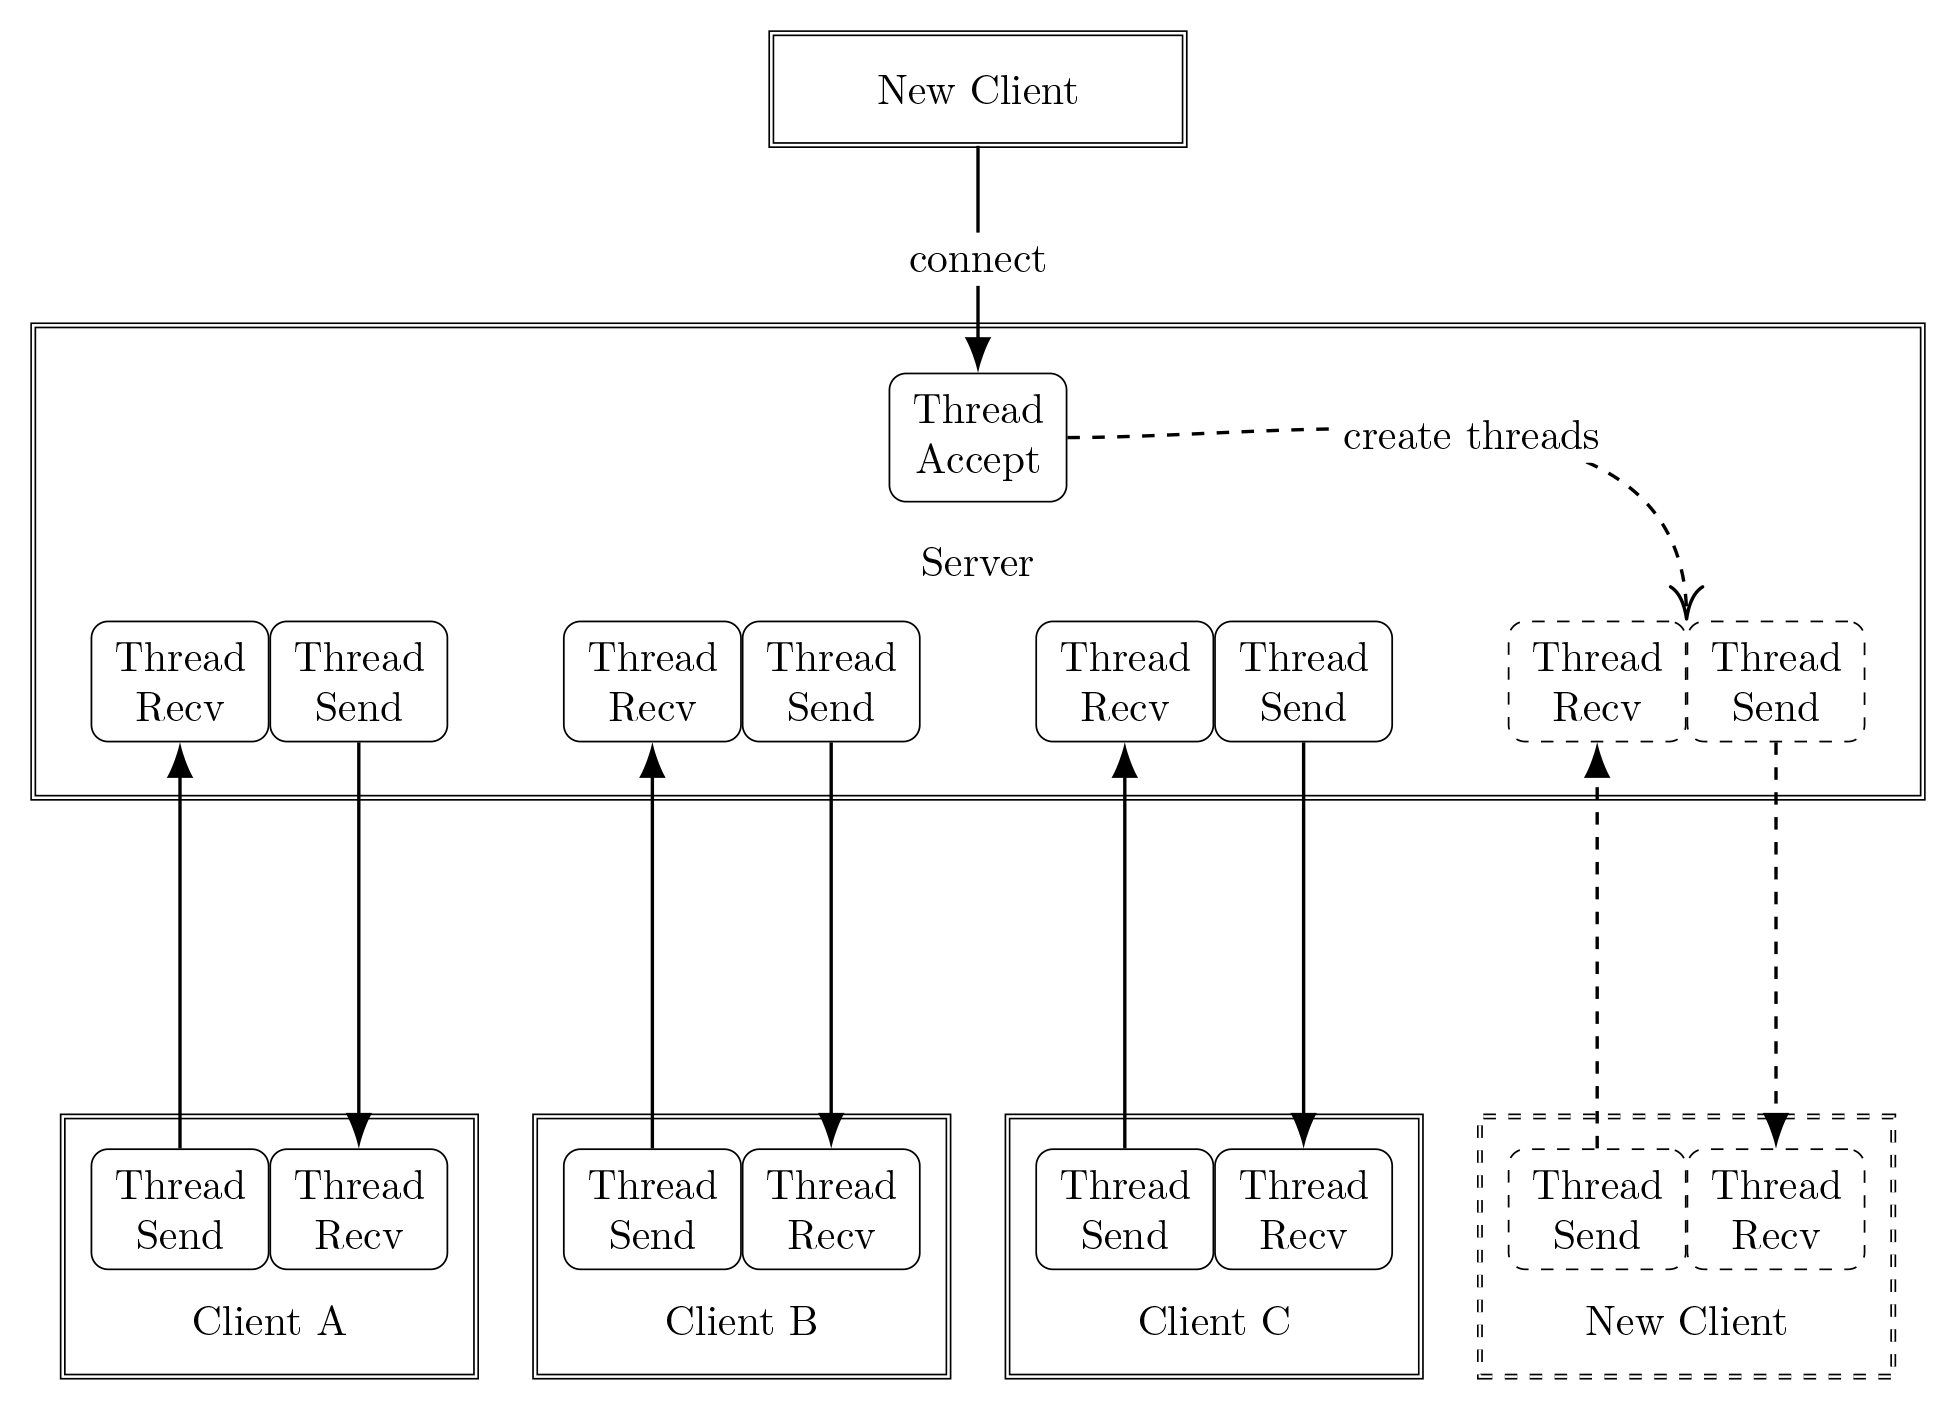 New Client
connect
Thread
Accept
create threads
Server
Thread
Recv
Thread
Send
Thread
Recv
Thread
Send
Thread
Recv
Thread
Send
Thread
Recv
Thread
Send
Thread
Send
Thread
Recv
Client A
Thread
Send
Thread
Recv
Client B
Thread
Send
Thread
Recv
Client C
Thread
Send
Thread
Recv
New Client